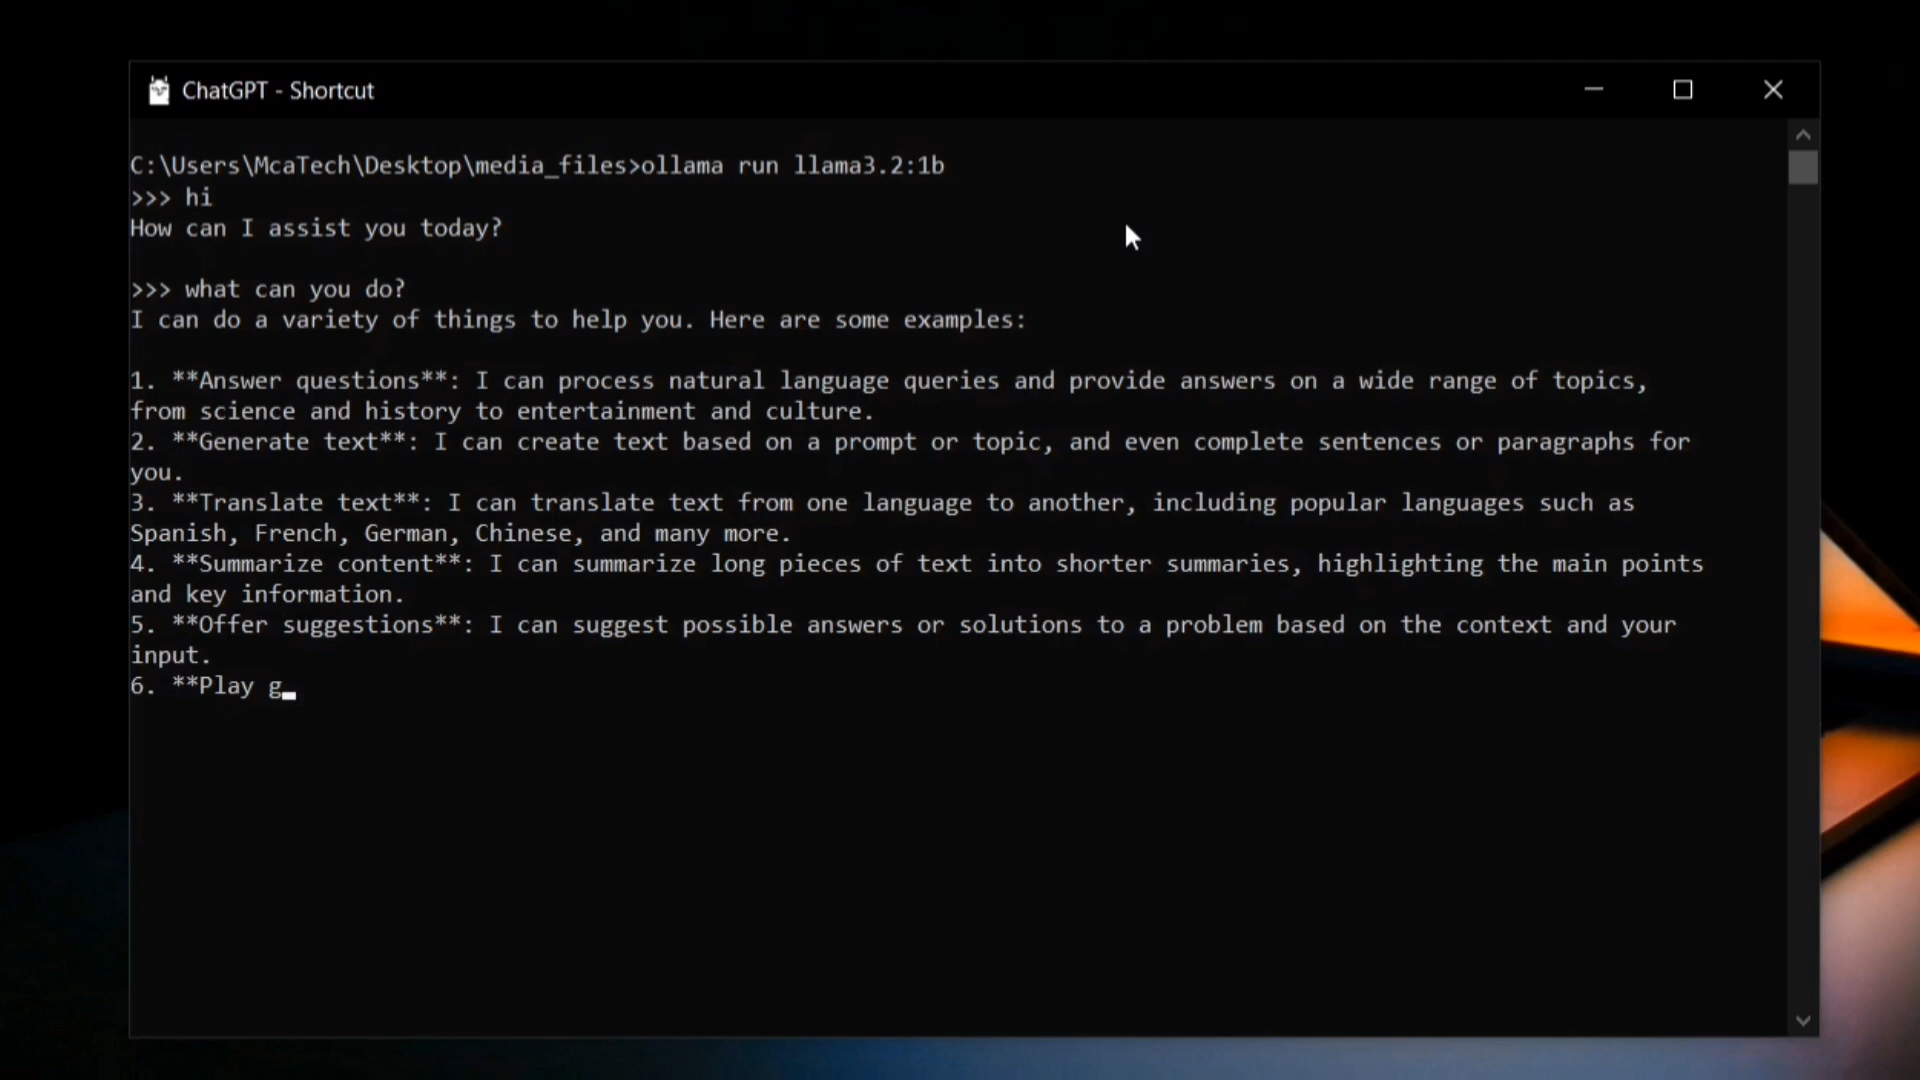 ChatGPT - Shortcut
C:\Users\McaTech\Desktop\media_files>ollama run llama3.2:1b
>>> hi
How can I assist you today?
>>> what can you do?
I can do a variety of things to help you. Here are some examples:
1. **Answer questions**: I can process natural language queries and provide answers on a wide range of topics,
from science and history to entertainment and culture.
2. **Generate text**: I can create text based on a prompt or topic, and even complete sentences or paragraphs for
you.
3. **Translate text**: I can translate text from one language to another, including popular languages such as
Spanish, French, German, Chinese, and many more.
4. **Summarize content**: I can summarize long pieces of text into shorter summaries, highlighting the main points
and key information.
5. **Offer suggestions**: I can suggest possible answers or solutions to a problem based on the context and your
input.
6. **Play g